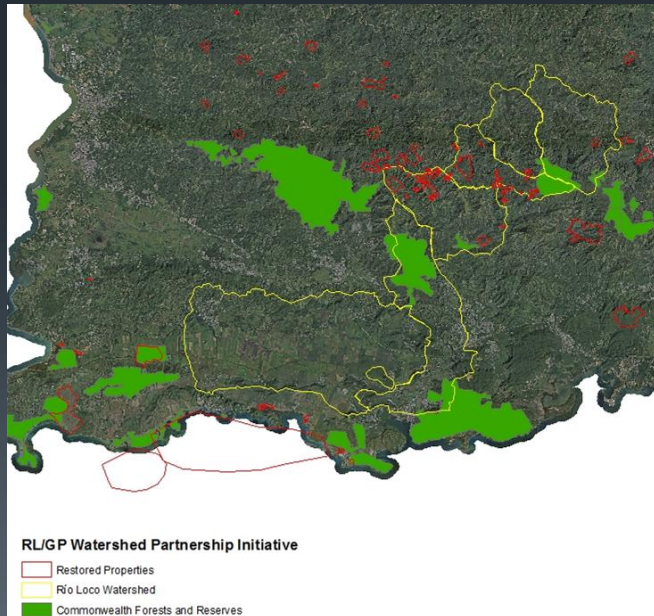 RL/GP Watershed Partnership Initiative
Restored Properties
Río Loco Watershed
Commonwealth Forests and Reserves